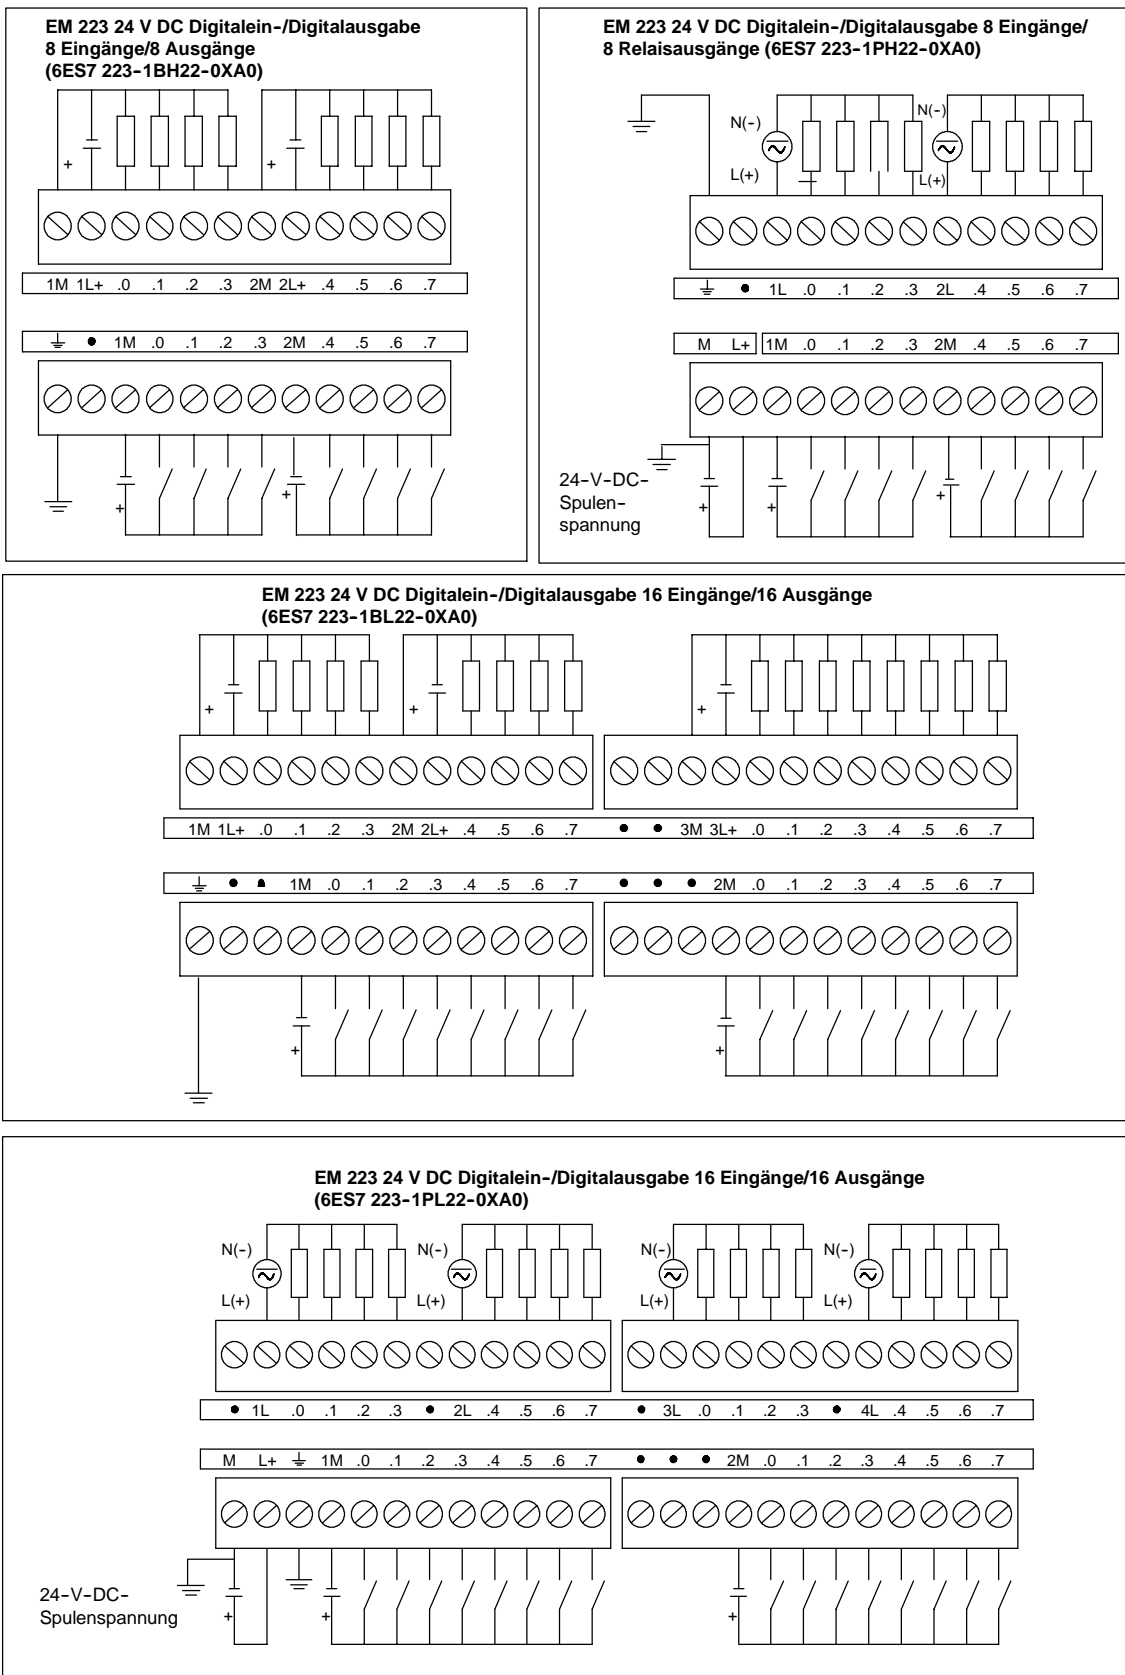 EM 223 24 V DC Digitalein-/Digitalausgabe
8 Eingänge/8 Ausgänge
(6ES7 223-1BH22-0XA0)
+ +
1M 1L+ .0 .1 .2 .3 2M 2L+ .4 .5 .6 .7
1M .0 .1 .2 .3 2M .4 .5 .6 .7
+ +
EM 223 24 V DC Digitalein-/Digitalausgabe 8 Eingänge/
8 Relaisausgänge (6ES7 223-1PH22-0XA0)
N(-) N(-)
L(+) L(+)
1L .0 .1 .2 .3 2L .4 .5 .6 .7
M L+ 1M .0 .1 .2 .3 2M .4 .5 .6 .7
24-V-DC-
Spulen-
spannung
+ + +
EM 223 24 V DC Digitalein-/Digitalausgabe 16 Eingänge/16 Ausgänge
(6ES7 223-1BL22-0XA0)
+ + +
1M 1L+ .0 .1 .2 .3 2M 2L+ .4 .5 .6 .7 3M 3L+ .0 .1 .2 .3 .4 .5 .6 .7
1M .0 .1 .2 .3 .4 .5 .6 .7 2M .0 .1 .2 .3 .4 .5 .6 .7
+ +
EM 223 24 V DC Digitalein-/Digitalausgabe 16 Eingänge/16 Ausgänge
(6ES7 223-1PL22-0XA0)
N(-) N(-) N(-) N(-)
L(+) L(+) L(+) L(+)
1L .0 .1 .2 .3 2L .4 .5 .6 .7 3L .0 .1 .2 .3 4L .4 .5 .6 .7
M L+ 1M .0 .1 .2 .3 .4 .5 .6 .7 2M .0 .1 .2 .3 .4 .5 .6 .7
24-V-DC-
Spulenspannung
+ + +